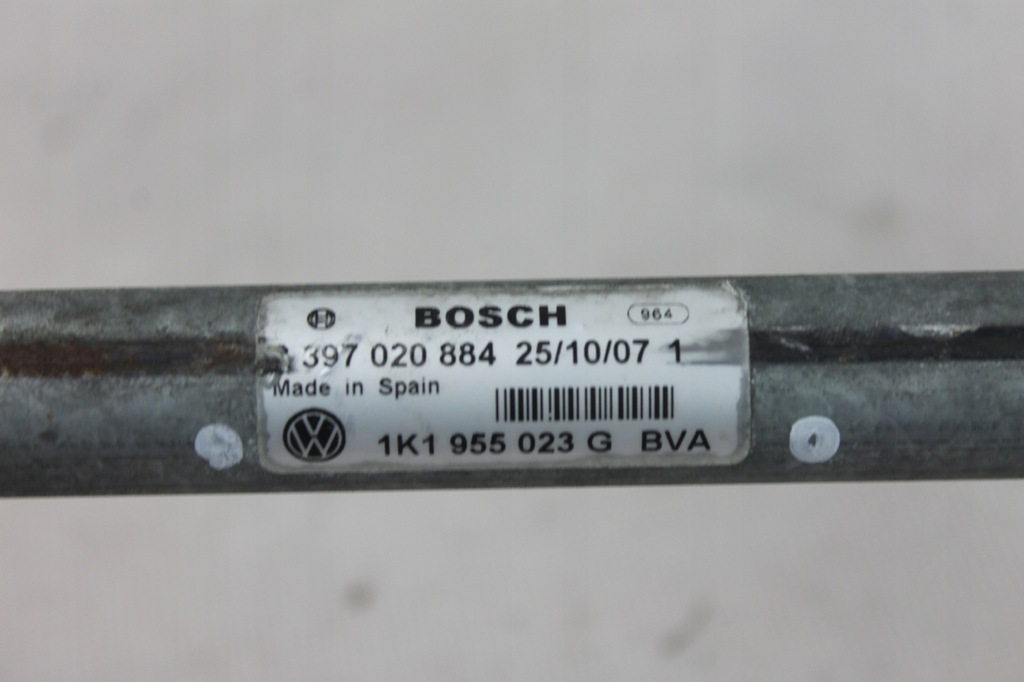 BOSCH 964
397 020 884 25/10/07 1
Made in Spain
1K1 955 023 G BVA